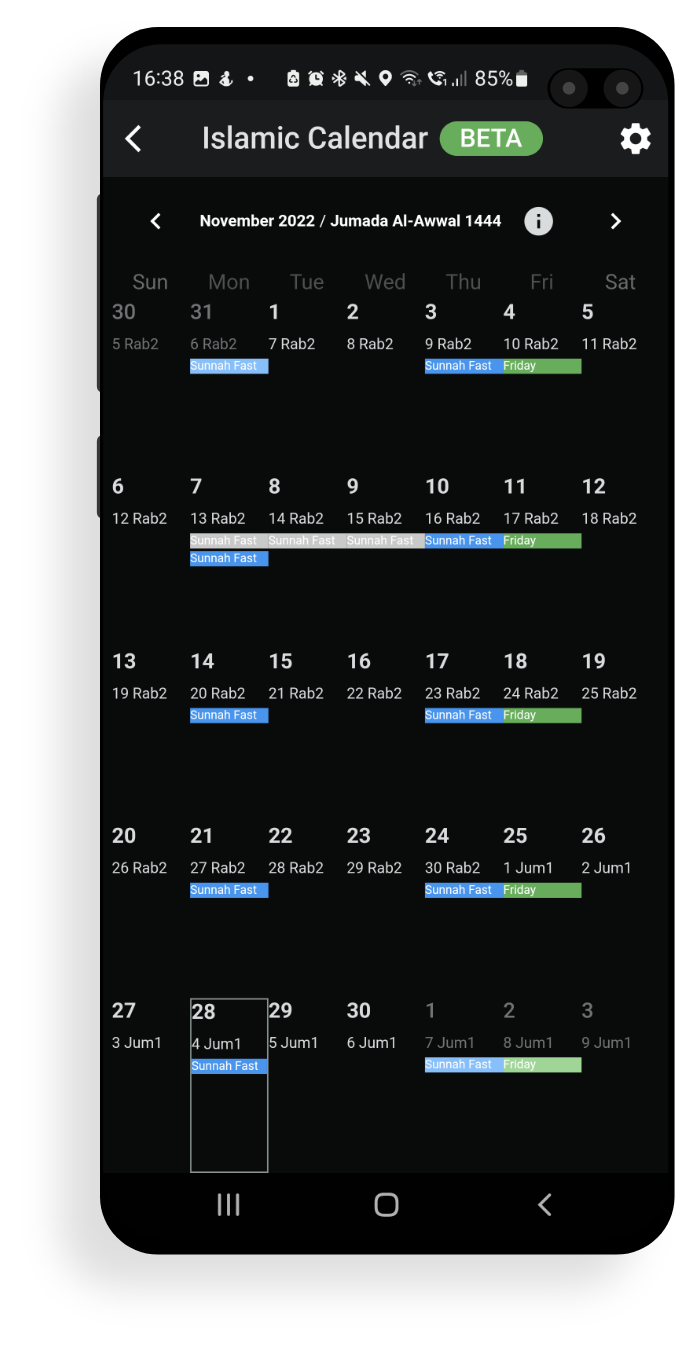 16:38 85%
Islamic Calendar BETA
November 2022 / Jumada Al-Awwal 1444 i
Sun Mon Tue Wed Thu Fri Sat
30 31 1 2 3 4 5
5 Rab2 6 Rab2 7 Rab2 8 Rab2 9 Rab2 10 Rab2 11 Rab2
Sunnah Fast Sunnah Fast Friday
6 7 8 9 10 11 12
12 Rab2 13 Rab2 14 Rab2 15 Rab2 16 Rab2 17 Rab2 18 Rab2
Sunnah Fast Sunnah Fast Sunnah Fast Sunnah Fast Friday
Sunnah Fast
13 14 15 16 17 18 19
19 Rab2 20 Rab2 21 Rab2 22 Rab2 23 Rab2 24 Rab2 25 Rab2
Sunnah Fast Sunnah Fast Friday
20 21 22 23 24 25 26
26 Rab2 27 Rab2 28 Rab2 29 Rab2 30 Rab2 1 Jum1 2 Jum1
Sunnah Fast Sunnah Fast Friday
27 28 29 30 1 2 3
3 Jum1 4 Jum1 5 Jum1 6 Jum1 7 Jum1 8 Jum1 9 Jum1
Sunnah Fast Sunnah Fast Friday